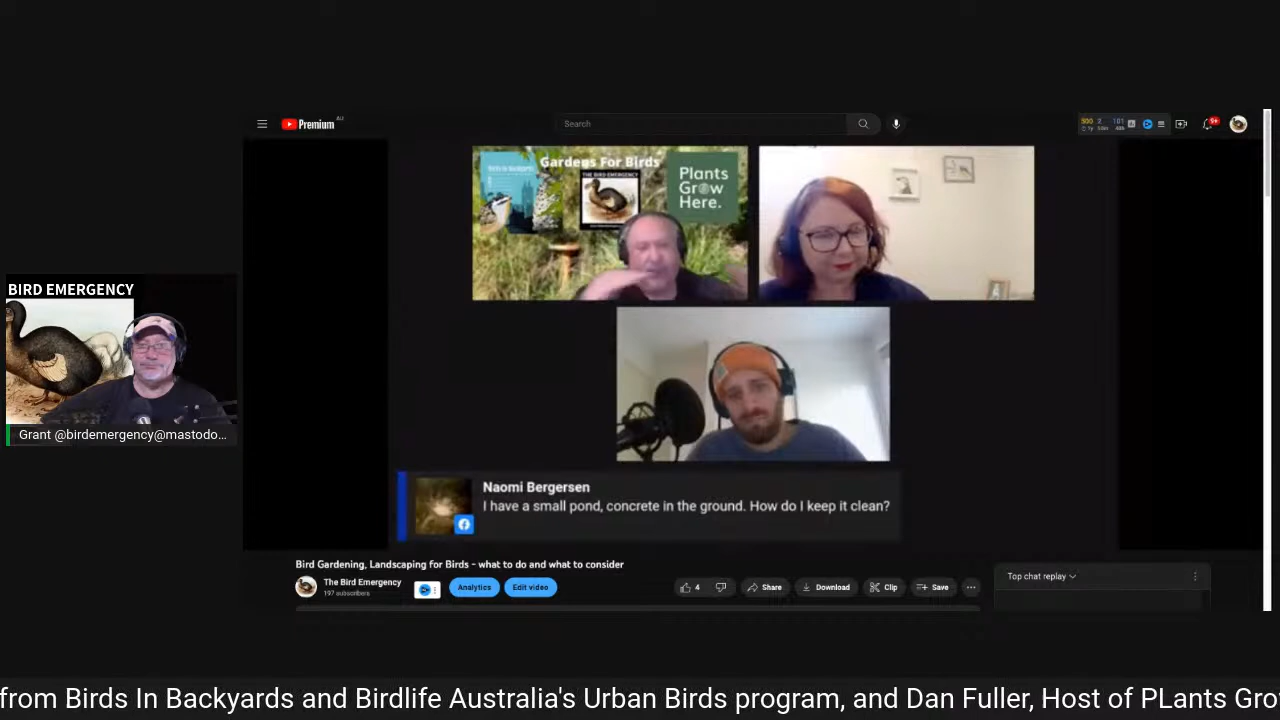 Premium AU
Search
9+
Gardens For Birds
THE BIRD EMERGENCY
Plants
Grow
Here.
BIRD EMERGENCY
Grant @birdemergency@mastodo...
Naomi Bergersen
I have a small pond, concrete in the ground. How do I keep it clean?
Bird Gardening, Landscaping for Birds - what to do and what to consider
The Bird Emergency
197 subscribers
Analytics
Edit video
4
Share
Download
Clip
Save
Top chat replay
from Birds In Backyards and Birdlife Australia's Urban Birds program, and Dan Fuller, Host of PLants Gro